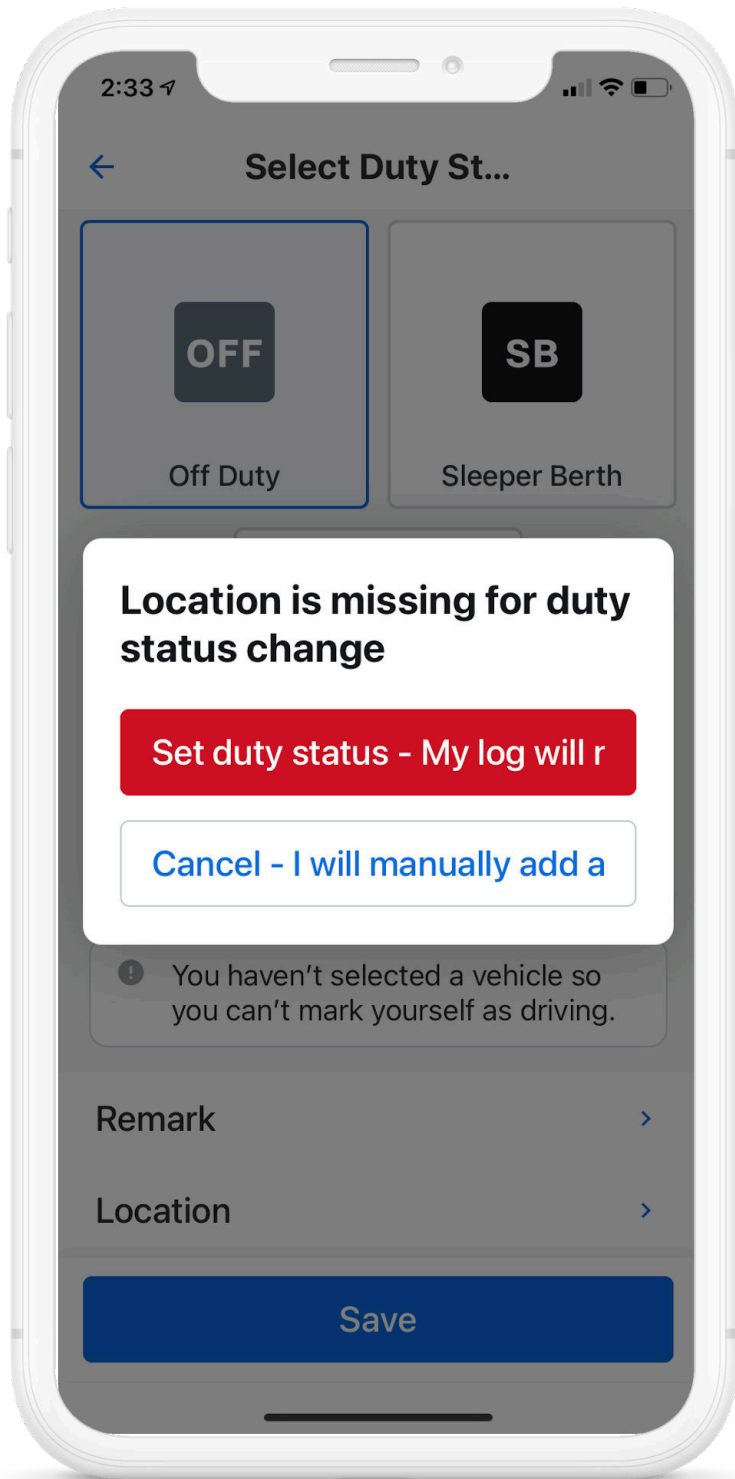 2:33
Select Duty St...
OFF
SB
Off Duty
Sleeper Berth
Location is missing for duty
status change
Set duty status - My log will r
Cancel - I will manually add a
You haven't selected a vehicle so
you can't mark yourself as driving.
Remark
Location
Save